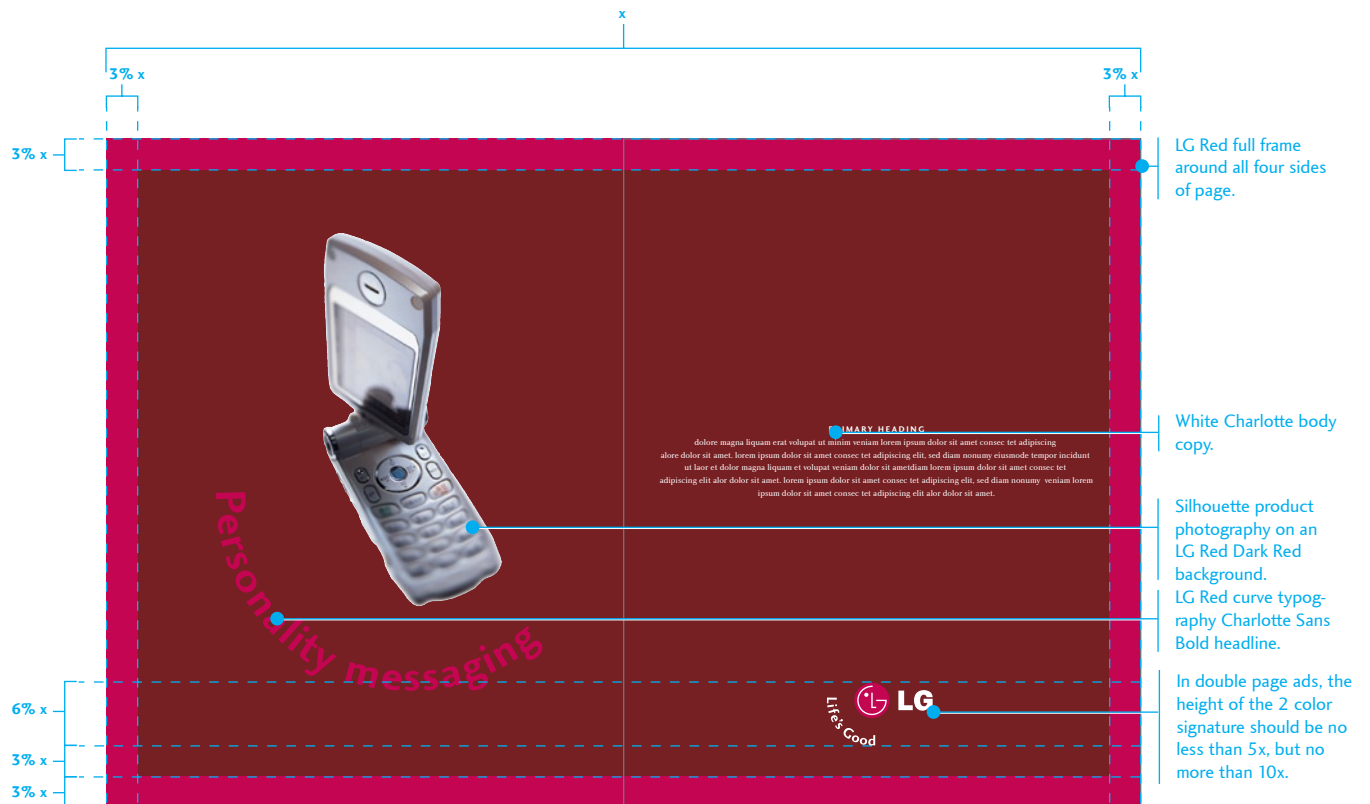 x
3% x
3% x
3% x
LG Red full frame
around all four sides
of page.
IMARY HEADING
dolore magna liquam erat volupat ut minim veniam lorem ipsum dolor sit amet consec tet adipiscing
alore dolor sit amet. lorem ipsum dolor sit amet consec tet adipiscing elit, sed diam nonumy eiusmode tempor incidunt
ut laor et dolor magna liquam et volupat veniam dolor sit ametdiam lorem ipsum dolor sit amet consec tet
adipiscing elit alor dolor sit amet. lorem ipsum dolor sit amet consec tet adipiscing elit, sed diam nonumy veniam lorem
ipsum dolor sit amet consec tet adipiscing elit alor dolor sit amet.
White Charlotte body
copy.
Silhouette product
photography on an
LG Red Dark Red
background.
Personality messaging
LG Red curve typog-
raphy Charlotte Sans
Bold headline.
6% x
3% x
3% x
LG
Life's Good
In double page ads, the
height of the 2 color
signature should be no
less than 5x, but no
more than 10x.